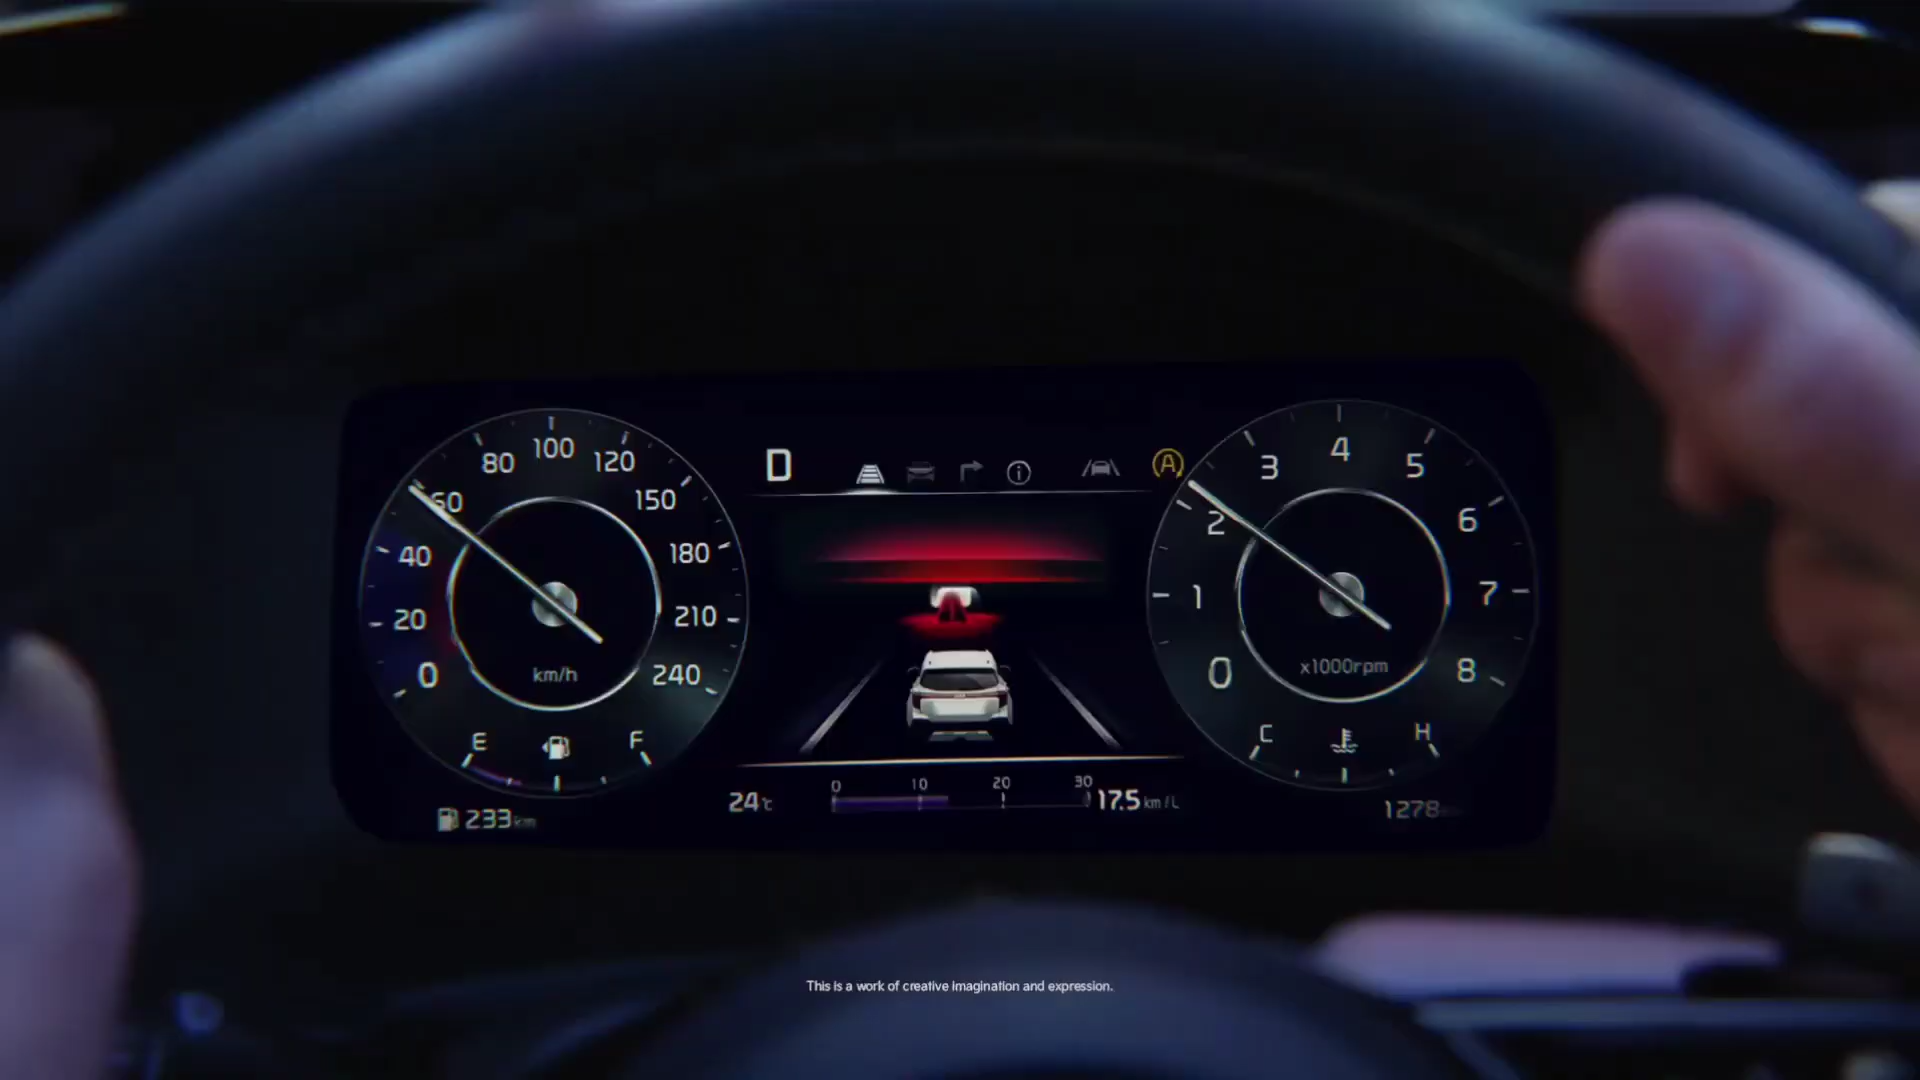 80 100 120
60 150
40 180
20 210
0 240
km/h
E F
233 km
D
A
24°c
0 10 20 30
17.5 km/L
3 4 5
2 6
1 7
0 8
x1000rpm
C H
1278
This is a work of creative imagination and expression.